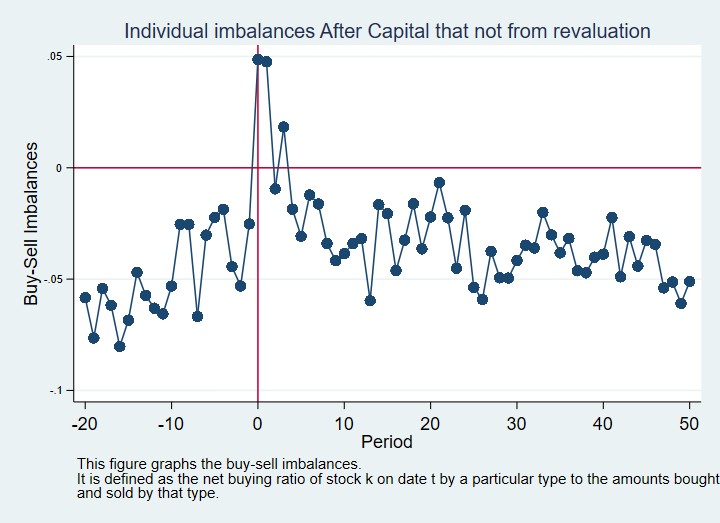 Individual imbalances After Capital that not from revaluation
.05
0
-.05
-.1
Buy-Sell Imbalances
-20 -10 0 10 20 30 40 50
Period
This figure graphs the buy-sell imbalances.
It is defined as the net buying ratio of stock k on date t by a particular type to the amounts bought
and sold by that type.